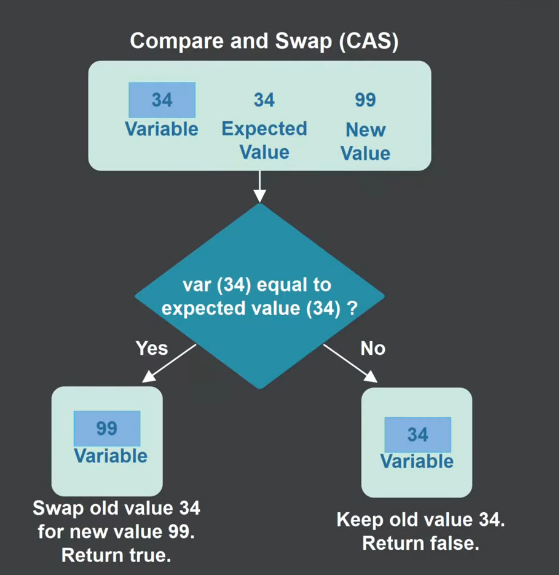 Compare and Swap (CAS)
34
Variable
34
Expected
Value
99
New
Value
var (34) equal to
expected value (34) ?
Yes
No
99
Variable
Swap old value 34
for new value 99.
Return true.
34
Variable
Keep old value 34.
Return false.